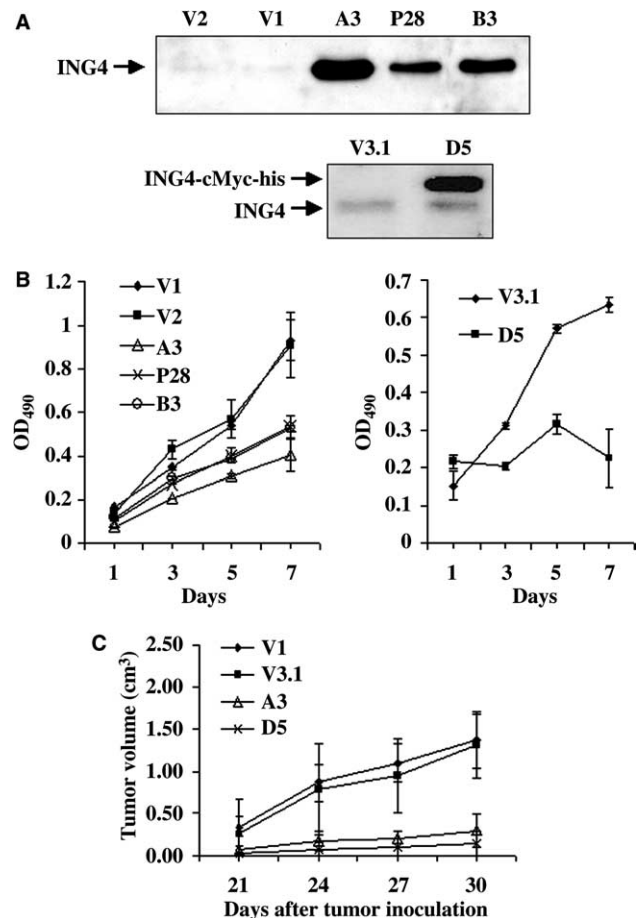 A
V2 V1 A3 P28 B3
ING4
V3.1 D5
ING4-cMyc-his
ING4
B
1.2
1
0.8
0.6
0.4
0.2
0
OD490
V1
V2
A3
P28
B3
1 3 5 7
Days
0.7
0.6
0.5
0.4
0.3
0.2
0.1
0
OD490
V3.1
D5
1 3 5 7
Days
C
2.50
2.00
1.50
1.00
0.50
0.00
Tumor volume (cm³)
V1
V3.1
A3
D5
21 24 27 30
Days after tumor inoculation